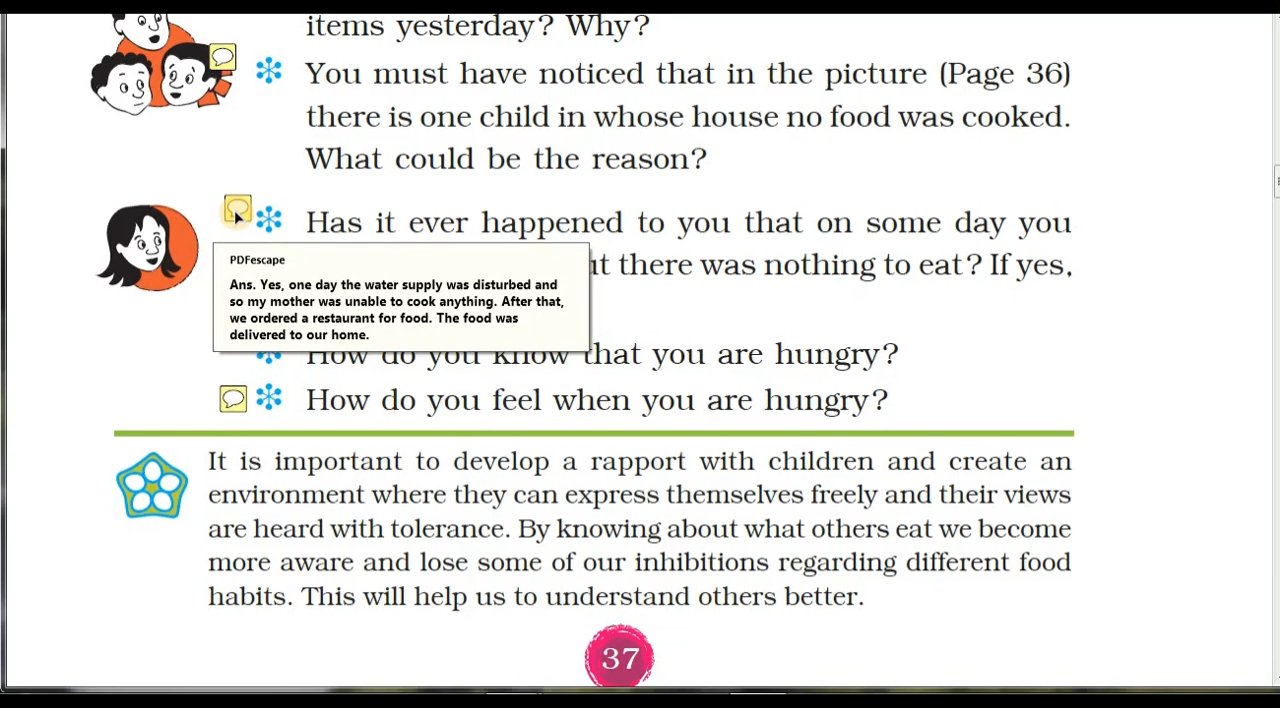 items yesterday? Why?
You must have noticed that in the picture (Page 36)
there is one child in whose house no food was cooked.
What could be the reason?
Has it ever happened to you that on some day you
t there was nothing to eat? If yes,
PDFescape
Ans. Yes, one day the water supply was disturbed and
so my mother was unable to cook anything. After that,
we ordered a restaurant for food. The food was
delivered to our home.
How do you know that you are hungry?
How do you feel when you are hungry?
It is important to develop a rapport with children and create an
environment where they can express themselves freely and their views
are heard with tolerance. By knowing about what others eat we become
more aware and lose some of our inhibitions regarding different food
habits. This will help us to understand others better.
37